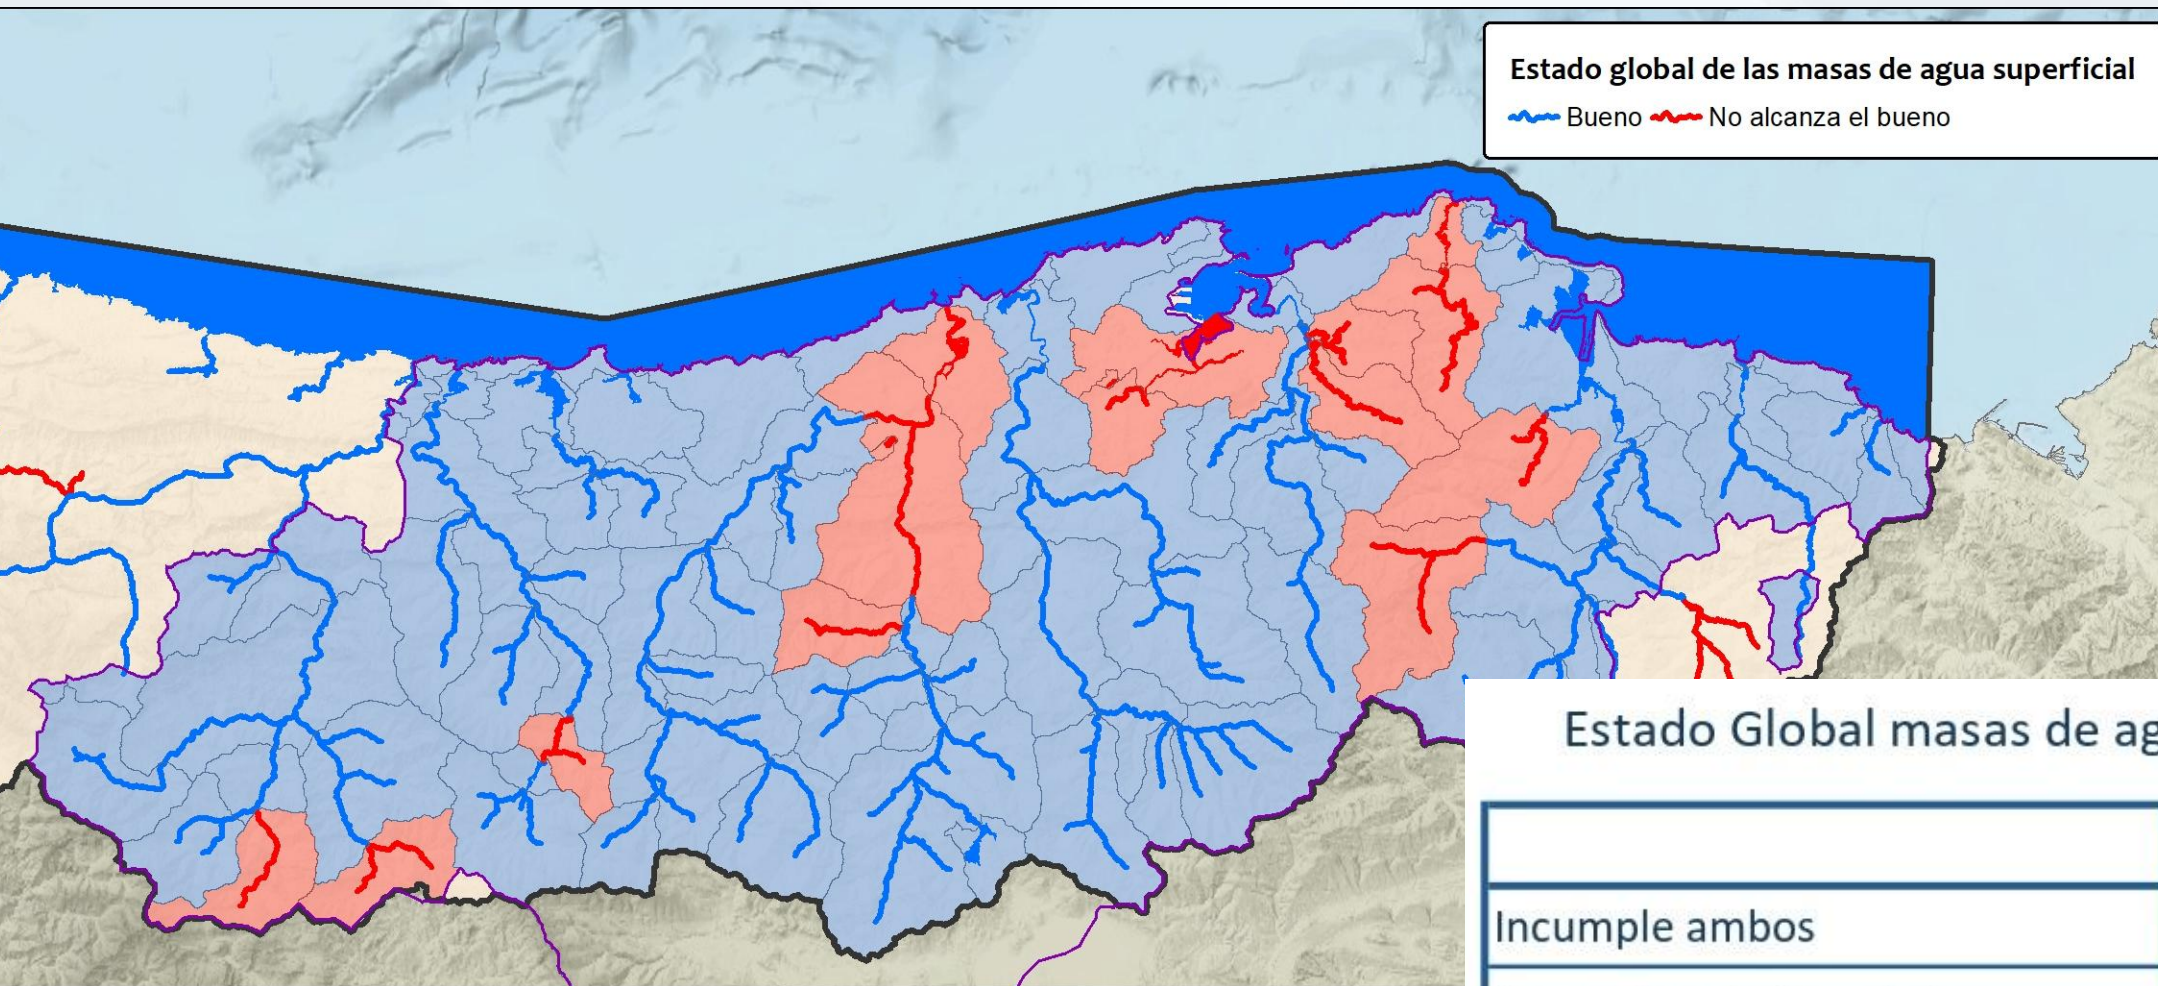 Estado global de las masas de agua superficial
Bueno No alcanza el bueno
Estado Global masas de ag
Incumple ambos